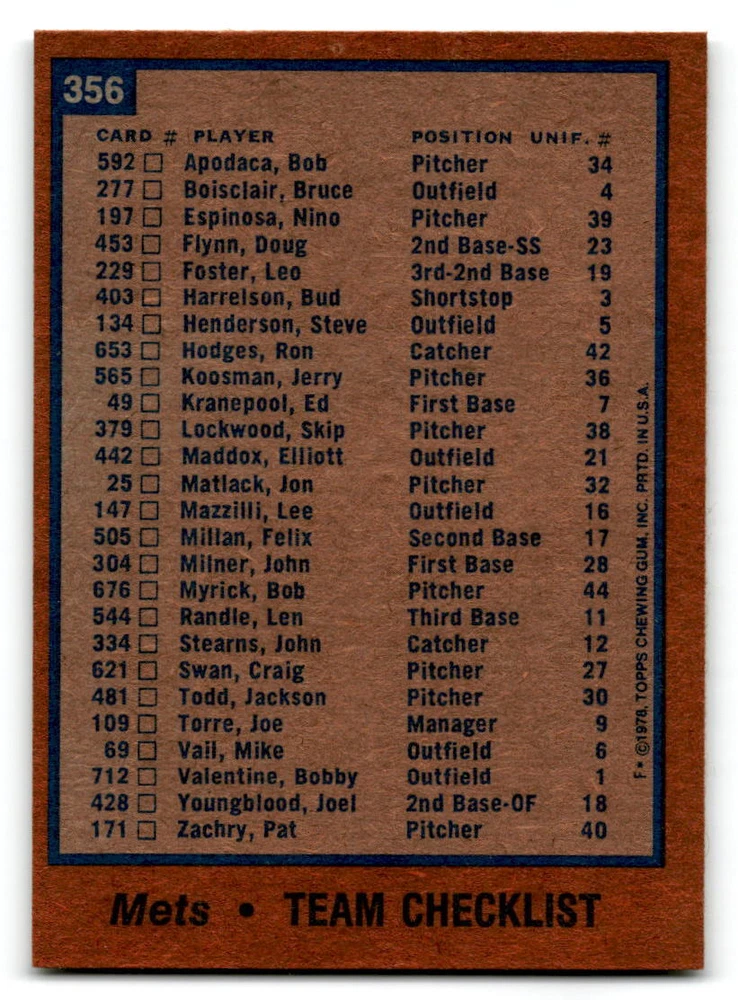 356
CARD # PLAYER POSITION UNIF. #
592 Apodaca, Bob Pitcher 34
277 Boisclair, Bruce Outfield 4
197 Espinosa, Nino Pitcher 39
453 Flynn, Doug 2nd Base-SS 23
229 Foster, Leo 3rd-2nd Base 19
403 Harrelson, Bud Shortstop 3
134 Henderson, Steve Outfield 5
653 Hodges, Ron Catcher 42
565 Koosman, Jerry Pitcher 36
49 Kranepool, Ed First Base 7
379 Lockwood, Skip Pitcher 38
442 Maddox, Elliott Outfield 21
25 Matlack, Jon Pitcher 32
147 Mazzilli, Lee Outfield 16
505 Millan, Felix Second Base 17
304 Milner, John First Base 28
676 Myrick, Bob Pitcher 44
544 Randle, Len Third Base 11
334 Stearns, John Catcher 12
621 Swan, Craig Pitcher 27
481 Todd, Jackson Pitcher 30
109 Torre, Joe Manager 9
69 Vail, Mike Outfield 6
712 Valentine, Bobby Outfield 1
428 Youngblood, Joel 2nd Base-OF 18
171 Zachry, Pat Pitcher 40
F* ©1978, TOPPS CHEWING GUM, INC. PRTD. IN U.S.A.
Mets • TEAM CHECKLIST